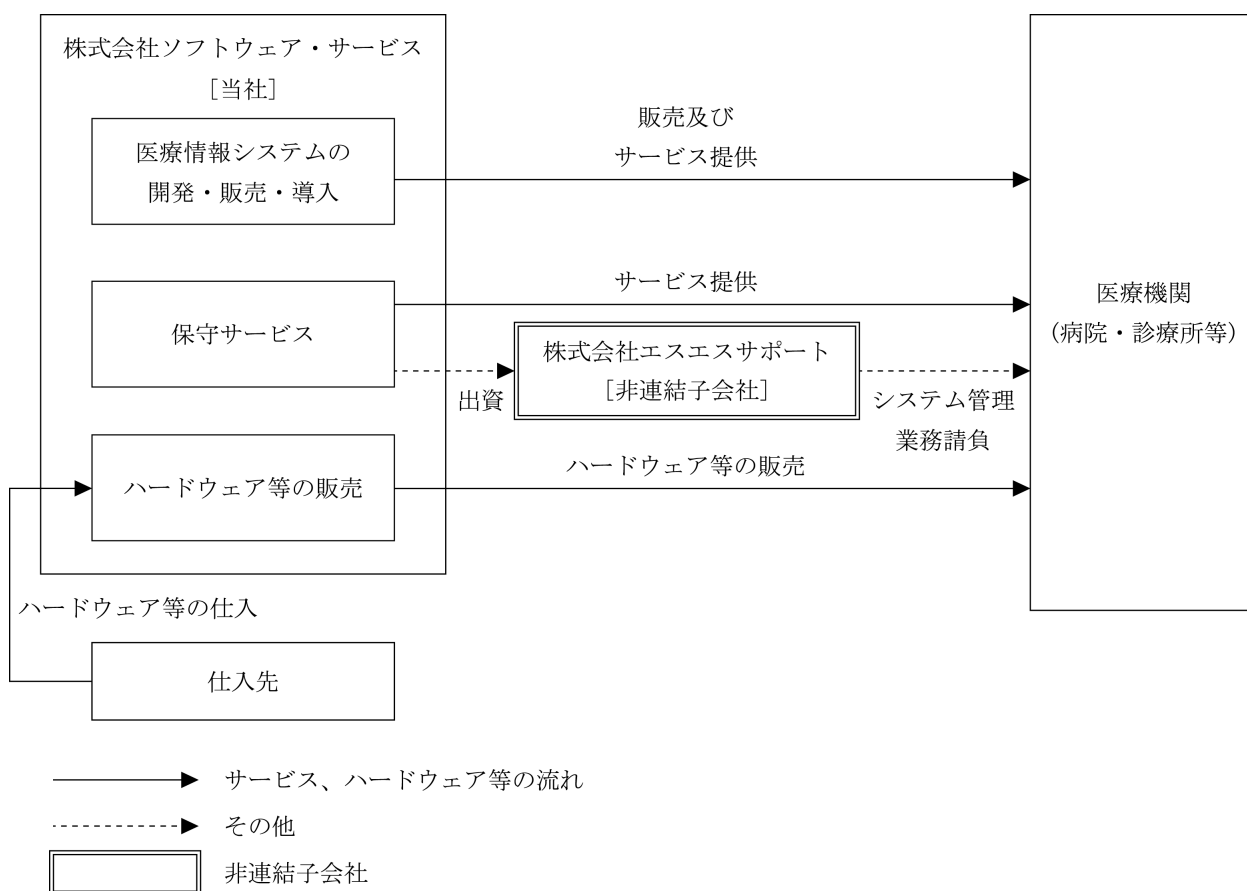 株式会社ソフトウェア・サービス
[当社]
医療情報システムの
開発・販売・導入
販売及び
サービス提供
保守サービス
サービス提供
株式会社エスエスサポート
[非連結子会社]
出資
システム管理
業務請負
ハードウェア等の販売
ハードウェア等の販売
医療機関
(病院・診療所等)
ハードウェア等の仕入
仕入先
サービス、ハードウェア等の流れ
その他
非連結子会社